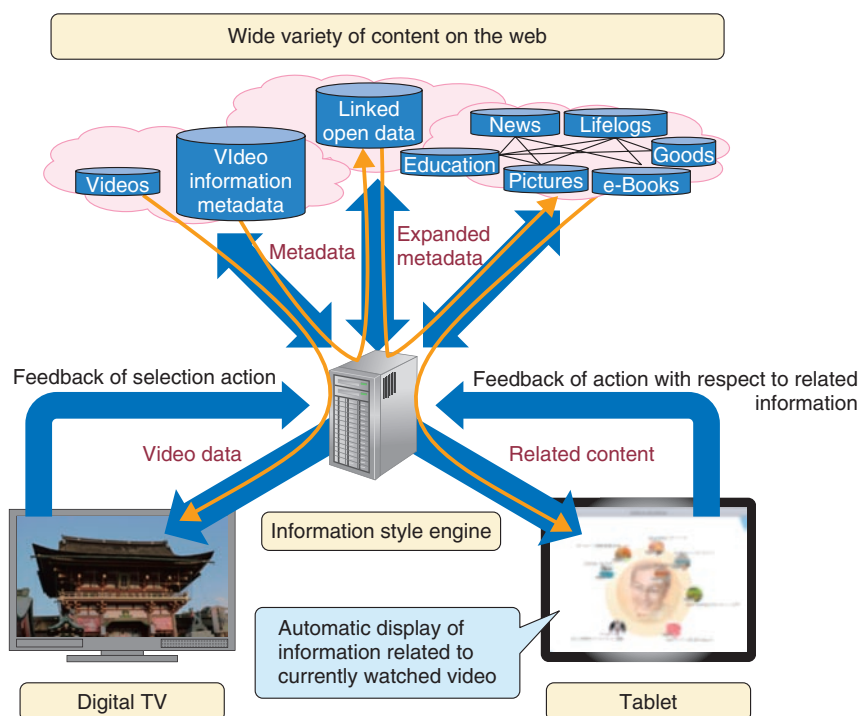 Wide variety of content on the web
Linked
open data
News
Lifelogs
Education
Goods
Videos
VIdeo
information
metadata
Pictures
e-Books
Metadata
Expanded
metadata
Feedback of selection action
Feedback of action with respect to related
information
Video data
Related content
Information style engine
Automatic display of
information related to
currently watched video
Digital TV
Tablet